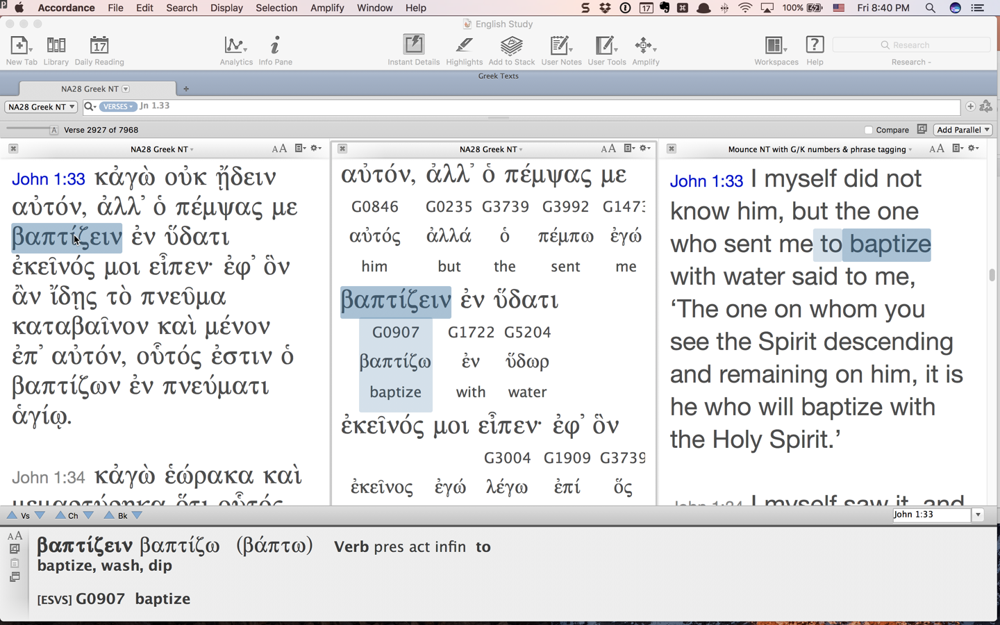 Accordance File Edit Search Display Selection Amplify Window Help 17 100% Fri 8:40 PM
English Study
17
New Tab Library Daily Reading Analytics Info Pane Instant Details Highlights Add to Stack User Notes User Tools Amplify Workspaces Help Research
Research
Greek Texts
NA28 Greek NT
NA28 Greek NT VERSES Jn 1.33
A Verse 2927 of 7968 Compare Add Parallel
NA28 Greek NT AA
John 1:33 κἀγὼ οὐκ ᾔδειν
αὐτόν, ἀλλ’ ὁ πέμψας με
βαπτίζειν ἐν ὕδατι
ἐκεῖνός μοι εἶπεν· ἐφ’ ὃν
ἂν ἴδῃς τὸ πνεῦμα
καταβαῖνον καὶ μένον
ἐπ’ αὐτόν, οὗτός ἐστιν ὁ
βαπτίζων ἐν πνεύματι
ἁγίῳ.
John 1:34 κἀγὼ ἑώρακα καὶ
μεμαρτύρηκα ὅτι οὗτός
NA28 Greek NT AA
αὐτόν, ἀλλ’ ὁ πέμψας με
G0846 G0235 G3739 G3992 G1473
αὐτός ἀλλά ὁ πέμπω ἐγώ
him but the sent me
βαπτίζειν ἐν ὕδατι
G0907 G1722 G5204
βαπτίζω ἐν ὕδωρ
baptize with water
ἐκεῖνός μοι εἶπεν· ἐφ’ ὃν
G3004 G1909 G3739
ἐκεῖνος ἐγώ λέγω ἐπί ὅς
Mounce NT with G/K numbers & phrase tagging AA
John 1:33 I myself did not
know him, but the one
who sent me to baptize
with water said to me,
‘The one on whom you
see the Spirit descending
and remaining on him, it is
he who will baptize with
the Holy Spirit.’
John 1:34 I myself saw it, and
Vs Ch Bk John 1:33
AA
βαπτίζειν βαπτίζω (βάπτω) Verb pres act infin to
baptize, wash, dip
[ESVS] G0907 baptize